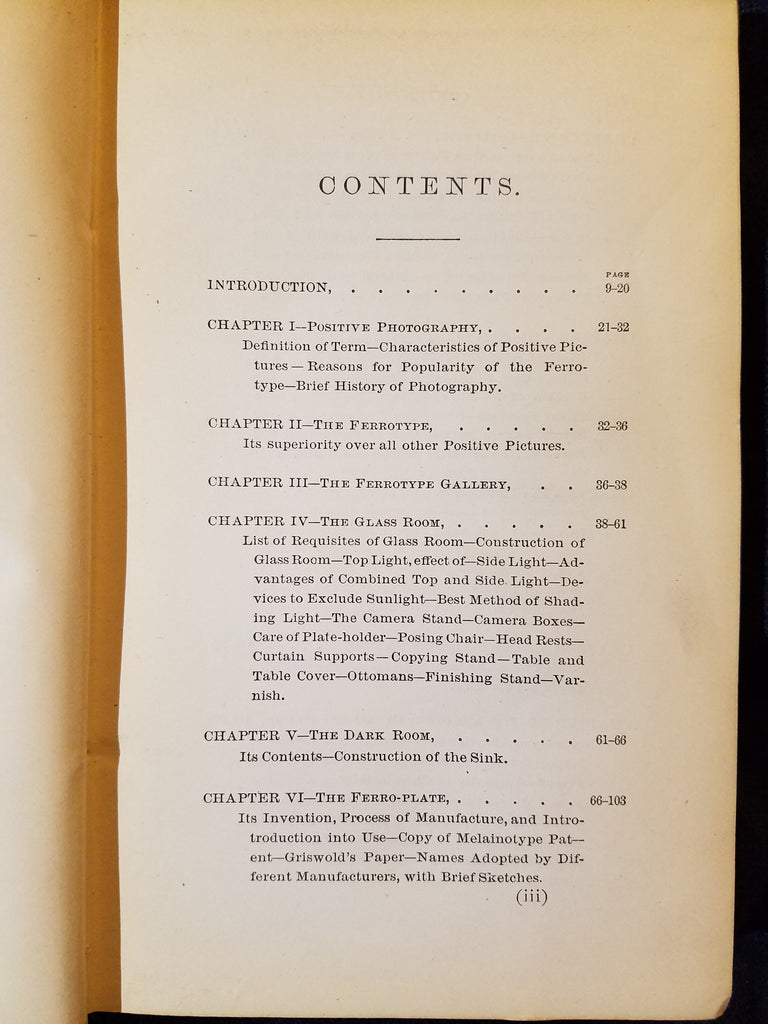 CONTENTS.
PAGE
INTRODUCTION, . . . . . . . . . 9-20
CHAPTER I--Positive Photography, . . . . 21-32
Definition of Term—Characteristics of Positive Pic-
tures — Reasons for Popularity of the Ferro-
type—Brief History of Photography.
CHAPTER II—The Ferrotype, . . . . . 32-36
Its superiority over all other Positive Pictures.
CHAPTER III—The Ferrotype Gallery, . . 36-38
CHAPTER IV—The Glass Room, . . . . . 38-61
List of Requisites of Glass Room—Construction of
Glass Room—Top Light, effect of—Side Light—Ad-
vantages of Combined Top and Side Light—De-
vices to Exclude Sunlight—Best Method of Shad-
ing Light—The Camera Stand—Camera Boxes—
Care of Plate-holder—Posing Chair—Head Rests—
Curtain Supports — Copying Stand — Table and
Table Cover—Ottomans—Finishing Stand—Var-
nish.
CHAPTER V—The Dark Room, . . . . . 61-66
Its Contents—Construction of the Sink.
CHAPTER VI—The Ferro-plate, . . . . . 66-103
Its Invention, Process of Manufacture, and Intro-
troduction into Use—Copy of Melainotype Pat—
ent—Griswold's Paper—Names Adopted by Dif-
ferent Manufacturers, with Brief Sketches.
(iii)